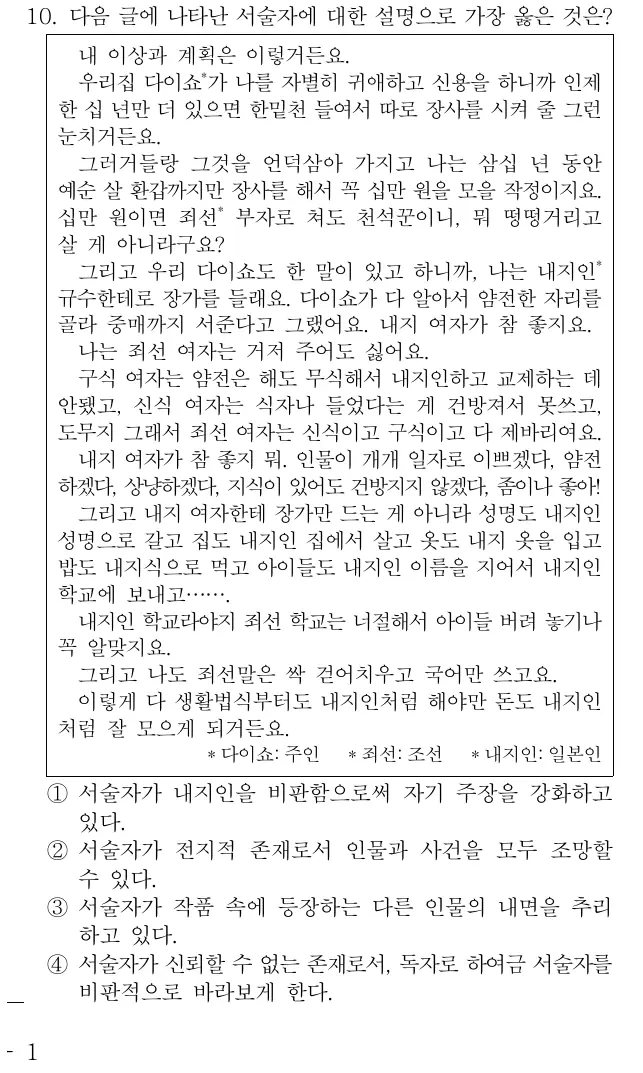 10. 다음 글에 나타난 서술자에 대한 설명으로 가장 옳은 것은?
내 이상과 계획은 이렇거든요.
우리집 다이쇼*가 나를 자별히 귀애하고 신용을 하니까 인제
한 십 년만 더 있으면 한밑천 들여서 따로 장사를 시켜 줄 그런
눈치거든요.
그러거들랑 그것을 언덕삼아 가지고 나는 삼십 년 동안
예순 살 환갑까지만 장사를 해서 꼭 십만 원을 모을 작정이지요.
십만 원이면 죄선* 부자로 쳐도 천석꾼이니, 뭐 떵떵거리고
살 게 아니라구요?
그리고 우리 다이쇼도 한 말이 있고 하니까, 나는 내지인*
규수한테로 장가를 들래요. 다이쇼가 다 알아서 얌전한 자리를
골라 중매까지 서준다고 그랬어요. 내지 여자가 참 좋지요.
나는 죄선 여자는 거저 주어도 싫어요.
구식 여자는 얌전은 해도 무식해서 내지인하고 교제하는 데
안됐고, 신식 여자는 식자나 들었다는 게 건방져서 못쓰고,
도무지 그래서 죄선 여자는 신식이고 구식이고 다 제바리여요.
내지 여자가 참 좋지 뭐. 인물이 개개 일자로 이쁘겠다, 얌전
하겠다, 상냥하겠다, 지식이 있어도 건방지지 않겠다, 좀이나 좋아!
그리고 내지 여자한테 장가만 드는 게 아니라 성명도 내지인
성명으로 갈고 집도 내지인 집에서 살고 옷도 내지 옷을 입고
밥도 내지식으로 먹고 아이들도 내지인 이름을 지어서 내지인
학교에 보내고…….
내지인 학교라야지 죄선 학교는 너절해서 아이들 버려 놓기나
꼭 알맞지요.
그리고 나도 죄선말은 싹 걷어치우고 국어만 쓰고요.
이렇게 다 생활법식부터도 내지인처럼 해야만 돈도 내지인
처럼 잘 모으게 되거든요.
* 다이쇼: 주인 * 죄선: 조선 * 내지인: 일본인
① 서술자가 내지인을 비판함으로써 자기 주장을 강화하고
있다.
② 서술자가 전지적 존재로서 인물과 사건을 모두 조망할
수 있다.
③ 서술자가 작품 속에 등장하는 다른 인물의 내면을 추리
하고 있다.
④ 서술자가 신뢰할 수 없는 존재로서, 독자로 하여금 서술자를
비판적으로 바라보게 한다.
- 1